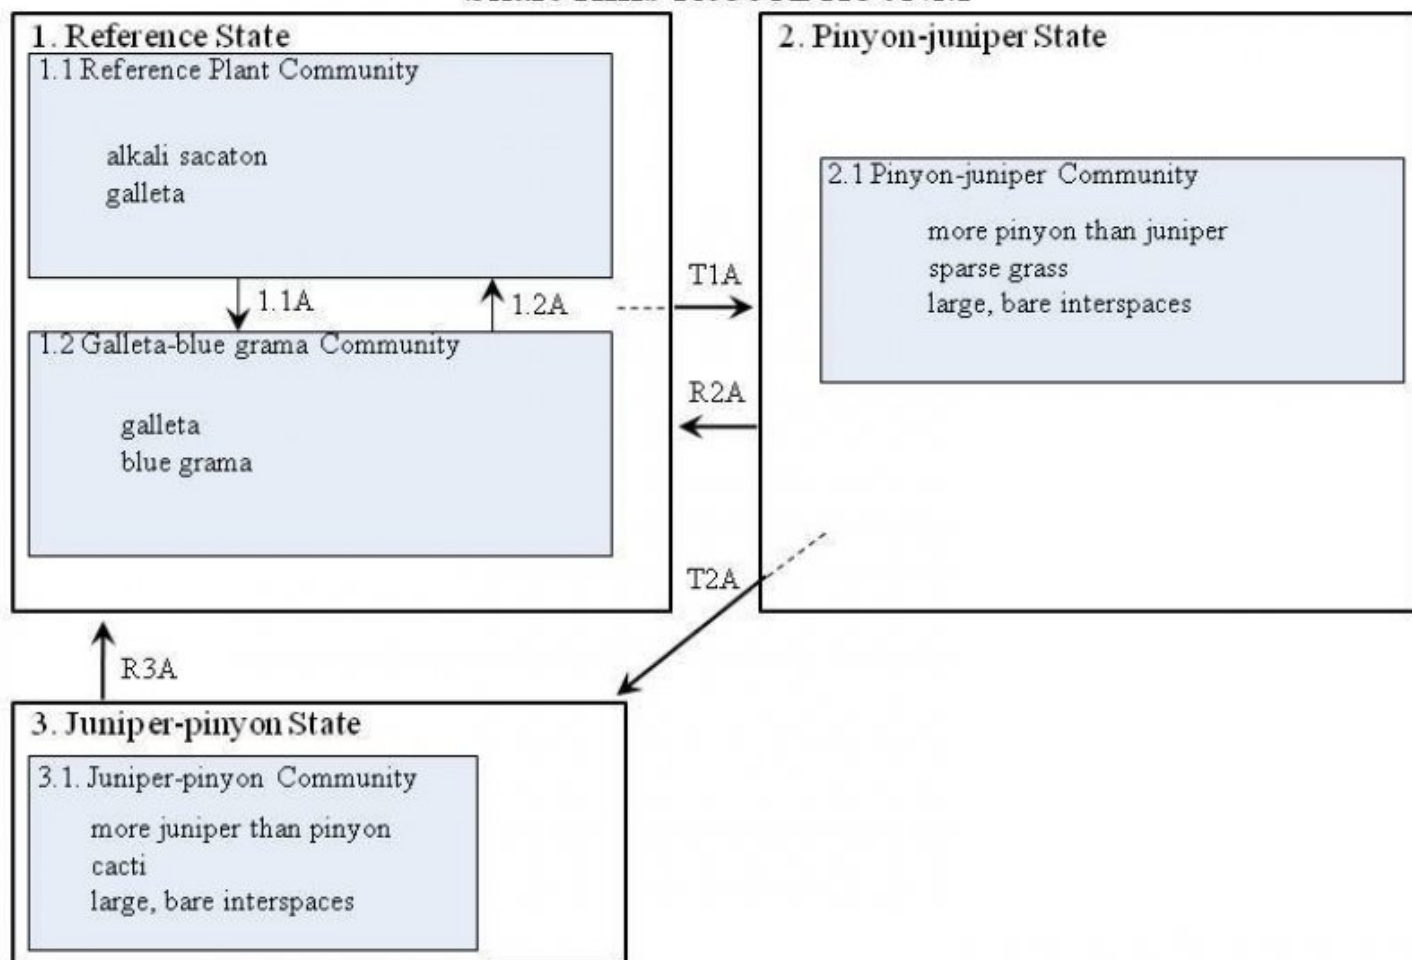 1. Reference State
1.1 Reference Plant Community
alkali sacaton
galleta
1.1A
1.2A
1.2 Galleta-blue grama Community
galleta
blue grama
T1A
R2A
T2A
2. Pinyon-juniper State
2.1 Pinyon-juniper Community
more pinyon than juniper
sparse grass
large, bare interspaces
R3A
3. Juniper-pinyon State
3.1. Juniper-pinyon Community
more juniper than pinyon
cacti
large, bare interspaces